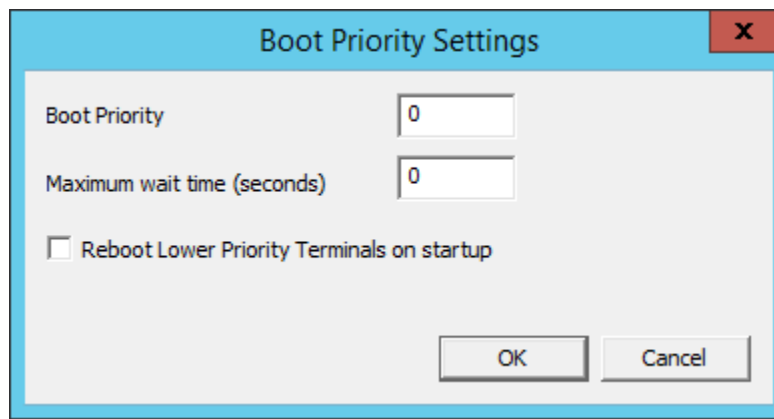 Boot Priority Settings
x
Boot Priority 0
Maximum wait time (seconds) 0
Reboot Lower Priority Terminals on startup
OK Cancel